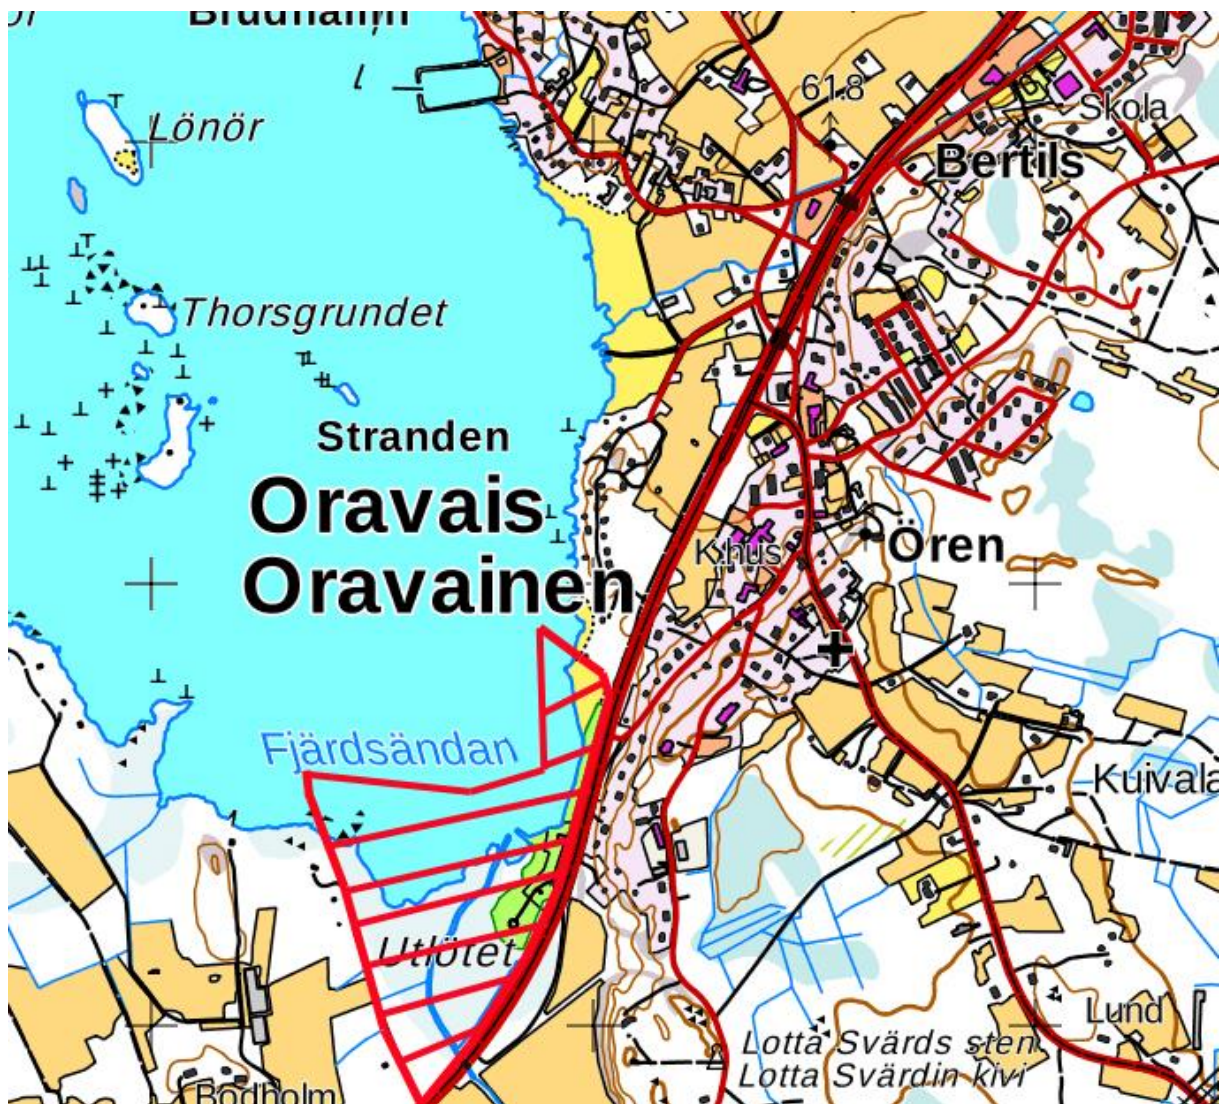 Brudholm
Lönör
61.8
Skola
Bertils
Thorsgrundet
Stranden
Oravais
Oravainen
K.hus
Ören
Fjärdsändan
Kuivala
Utlötet
Lund
Lotta Svärds sten
Lotta Svärdin kivi
Bodholm